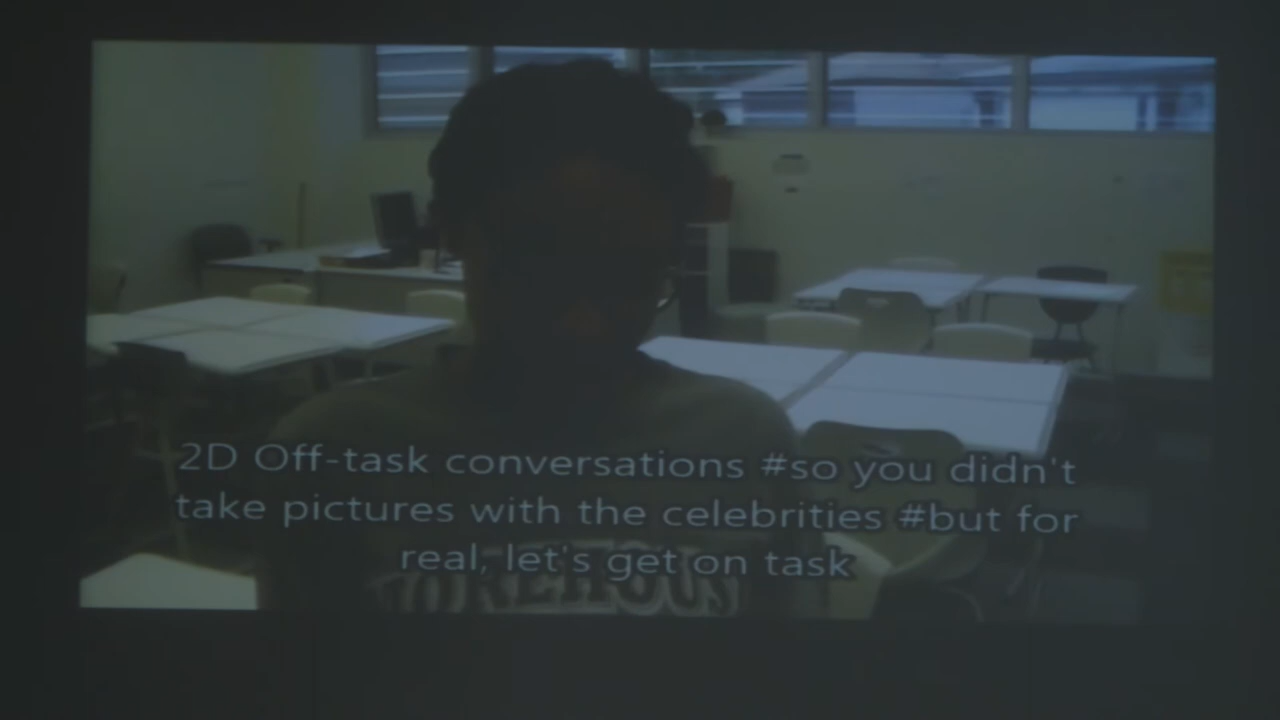 2D Off-task conversations #so you didn't
take pictures with the celebrities #but for
real, let's get on task